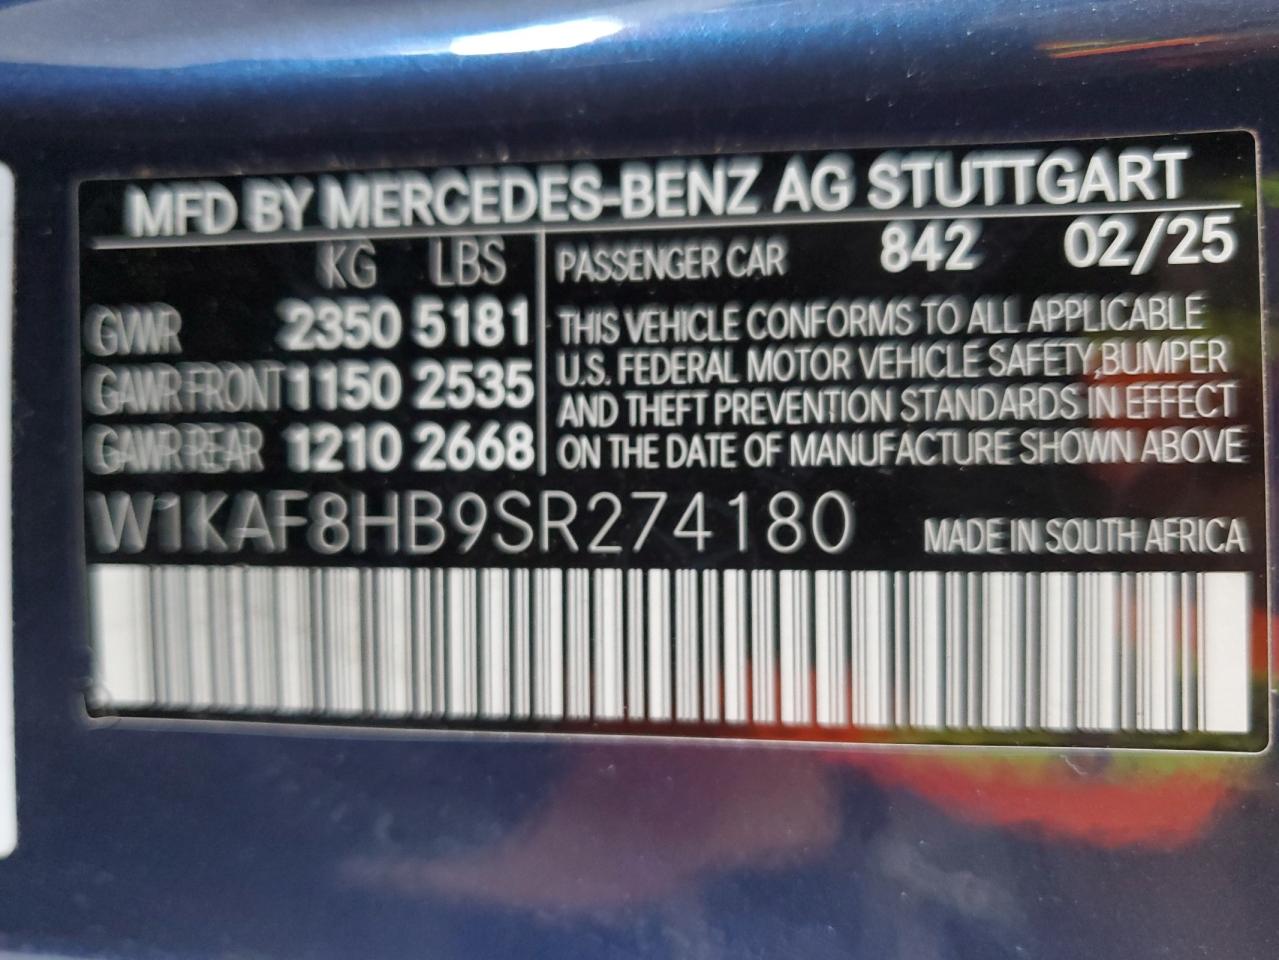 MFD BY MERCEDES-BENZ AG STUTTGART
KG LBS
GVWR 2350 5181
GAWR FRONT 1150 2535
GAWR REAR 1210 2668
PASSENGER CAR 842 02/25
THIS VEHICLE CONFORMS TO ALL APPLICABLE
U.S. FEDERAL MOTOR VEHICLE SAFETY,BUMPER
AND THEFT PREVENTION STANDARDS IN EFFECT
ON THE DATE OF MANUFACTURE SHOWN ABOVE
W1KAF8HB9SR274180
MADE IN SOUTH AFRICA